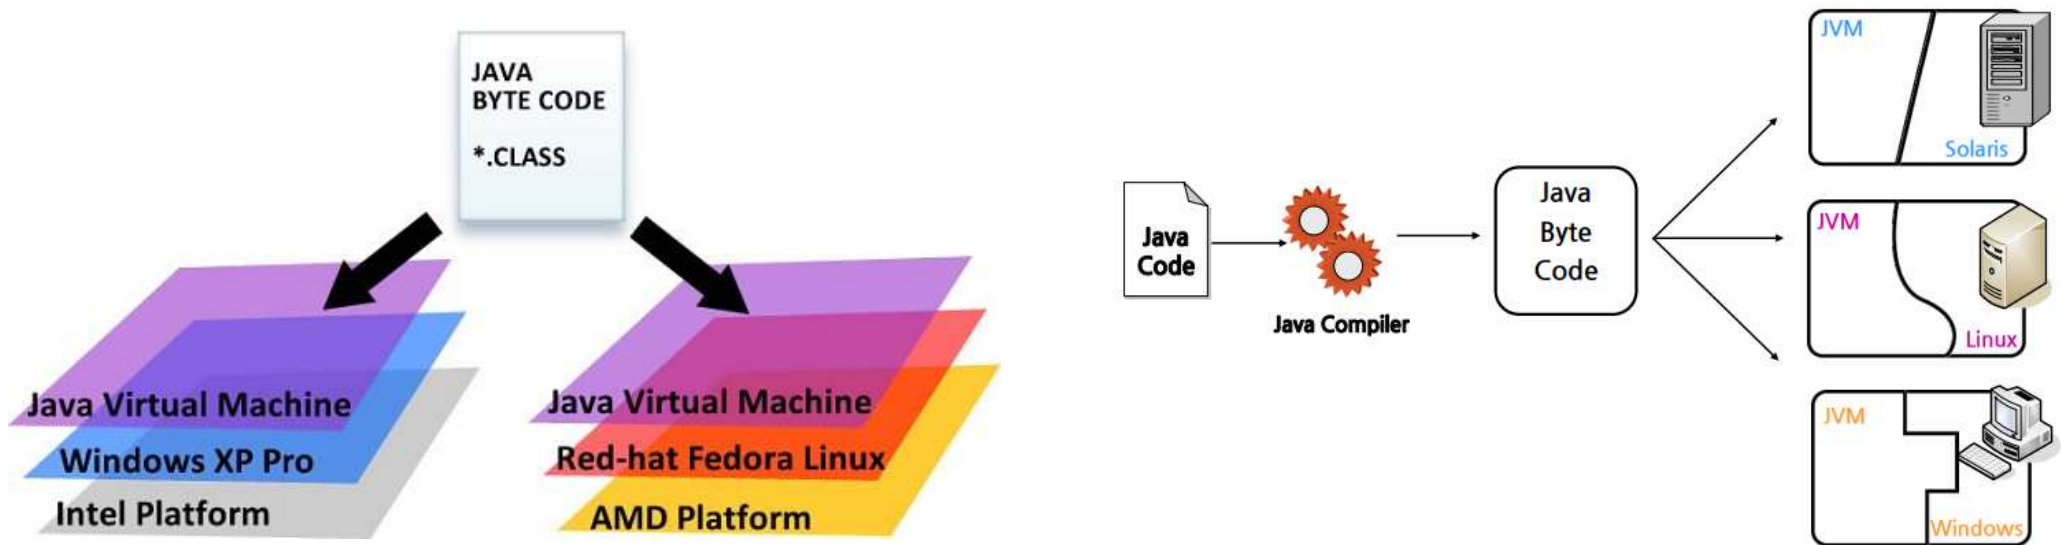 JAVA
BYTE CODE
*.CLASS
Java Virtual Machine
Windows XP Pro
Intel Platform
Java Virtual Machine
Red-hat Fedora Linux
AMD Platform
Java
Code
Java Compiler
Java
Byte
Code
JVM
Solaris
JVM
Linux
JVM
Windows